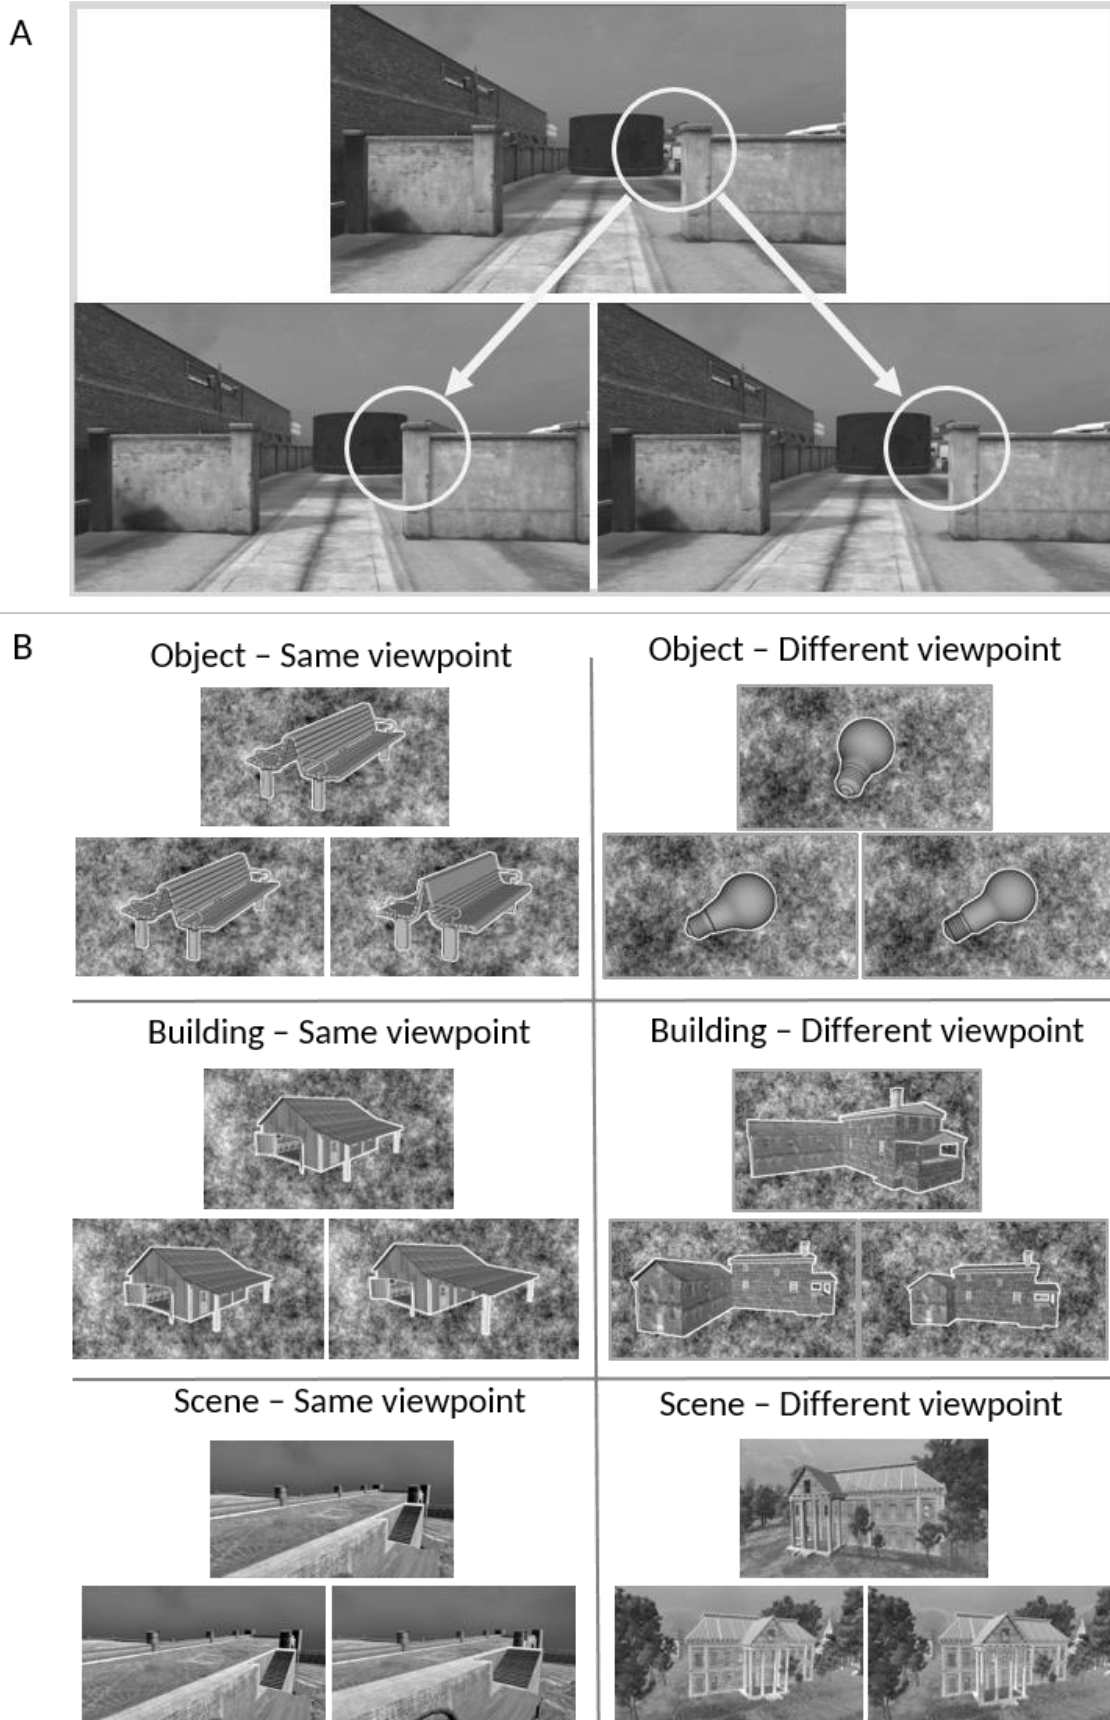 A
B
Object – Same viewpoint
Object – Different viewpoint
Building – Same viewpoint
Building – Different viewpoint
Scene – Same viewpoint
Scene – Different viewpoint